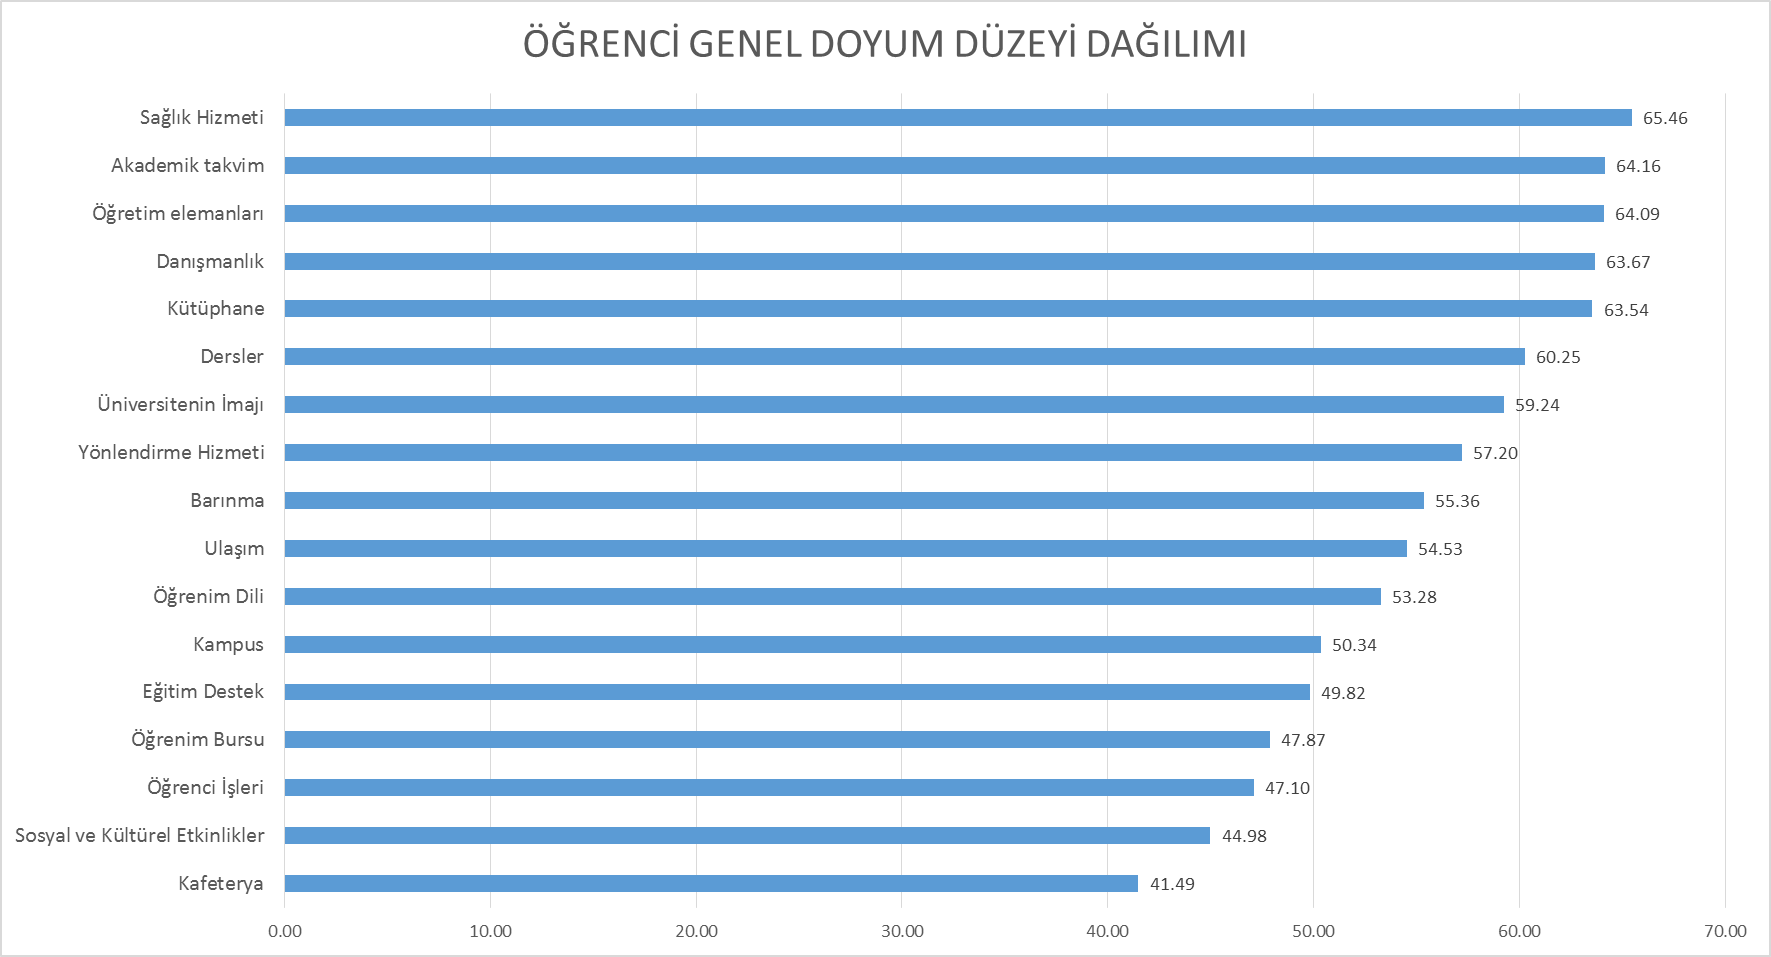 ÖĞRENCİ GENEL DOYUM DÜZEYİ DAĞILIMI
Sağlık Hizmeti 65.46
Akademik takvim 64.16
Öğretim elemanları 64.09
Danışmanlık 63.67
Kütüphane 63.54
Dersler 60.25
Üniversitenin İmajı 59.24
Yönlendirme Hizmeti 57.20
Barınma 55.36
Ulaşım 54.53
Öğrenim Dili 53.28
Kampus 50.34
Eğitim Destek 49.82
Öğrenim Bursu 47.87
Öğrenci İşleri 47.10
Sosyal ve Kültürel Etkinlikler 44.98
Kafeterya 41.49
0.00 10.00 20.00 30.00 40.00 50.00 60.00 70.00